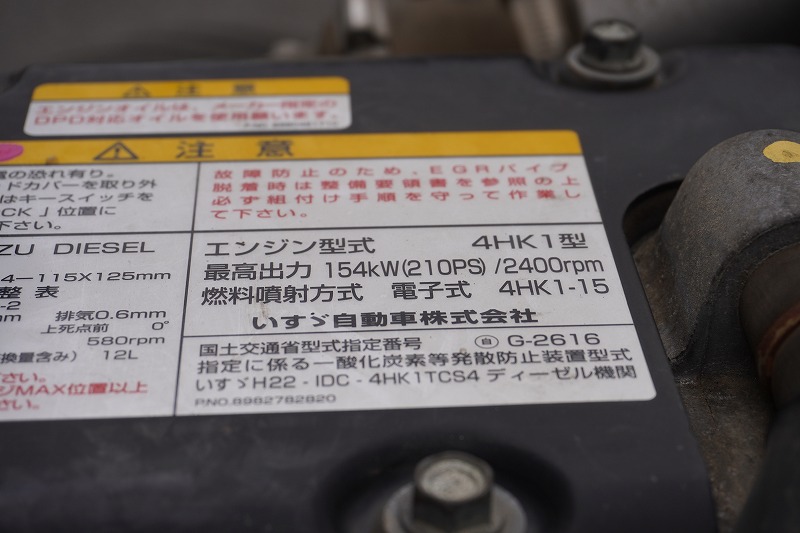 注意
エンジンオイルは、メーカー指定の
DPD対応オイルを使用願います。
注意
の恐れ有り。
ドカバーを取り外
はキースイッチを
CK」位置に
下さい。
故障防止のため、EGRパイプ
脱着時は整備要領書を参照の上
必ず組付け手順を守って作業し
て下さい。
ZU DIESEL
4-115X125mm
整 表
-2
mm 排気0.6mm
上死点前 0°
580rpm
換量含み) 12L
さい。
ジMAX位置以上
ださい。
エンジン型式 4HK1型
最高出力 154kW(210PS)/2400rpm
燃料噴射方式 電子式 4HK1-15
いすゞ自動車株式会社
国土交通省型式指定番号 自 G-2616
指定に係る一酸化炭素等発散防止装置型式
いすゞH22-IDC-4HK1TCS4 ディーゼル機関
PNO.8982782820